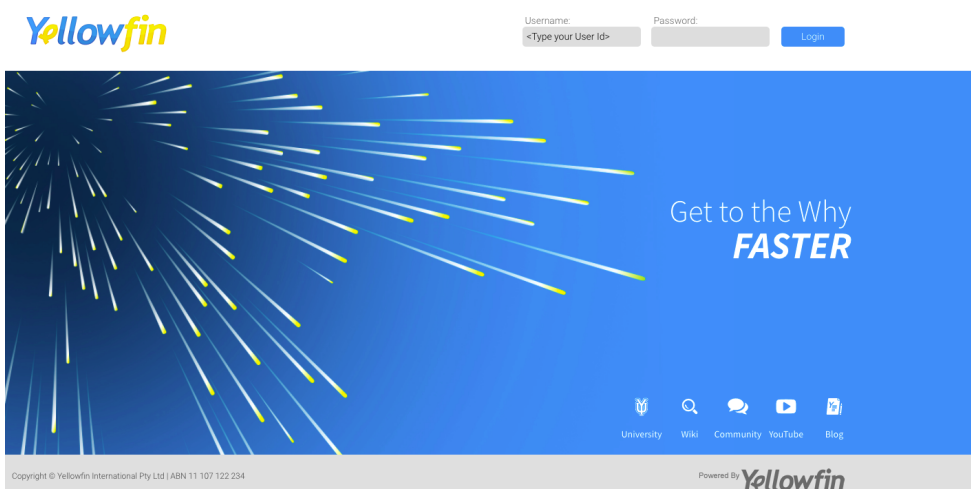 Yellowfin
Username: Password:
<Type your User Id> Login
Get to the Why
FASTER
University Wiki Community YouTube Blog
Copyright © Yellowfin International Pty Ltd | ABN 11 107 122 234
Powered By Yellowfin